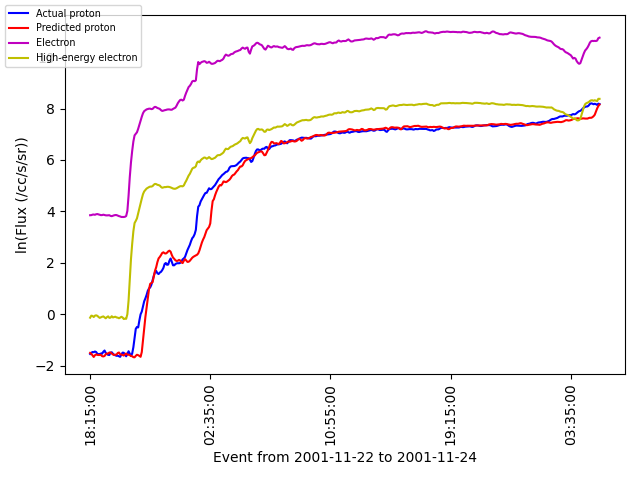 Actual proton
Predicted proton
Electron
High-energy electron
ln(Flux (/cc/s/sr))
8
6
4
2
0
−2
18:15:00
02:35:00
10:55:00
19:15:00
03:35:00
Event from 2001-11-22 to 2001-11-24